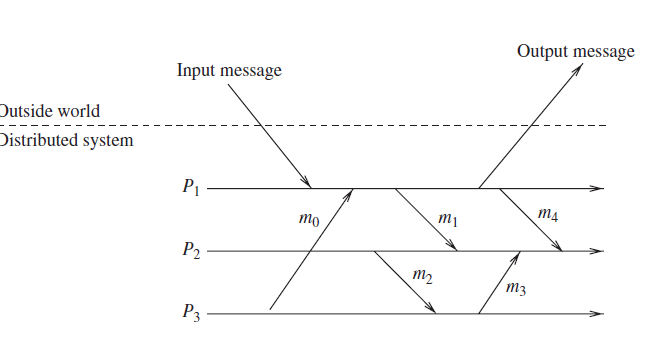 Output message
Input message
Outside world
Distributed system
P1
m0
m1
m4
P2
m2
m3
P3